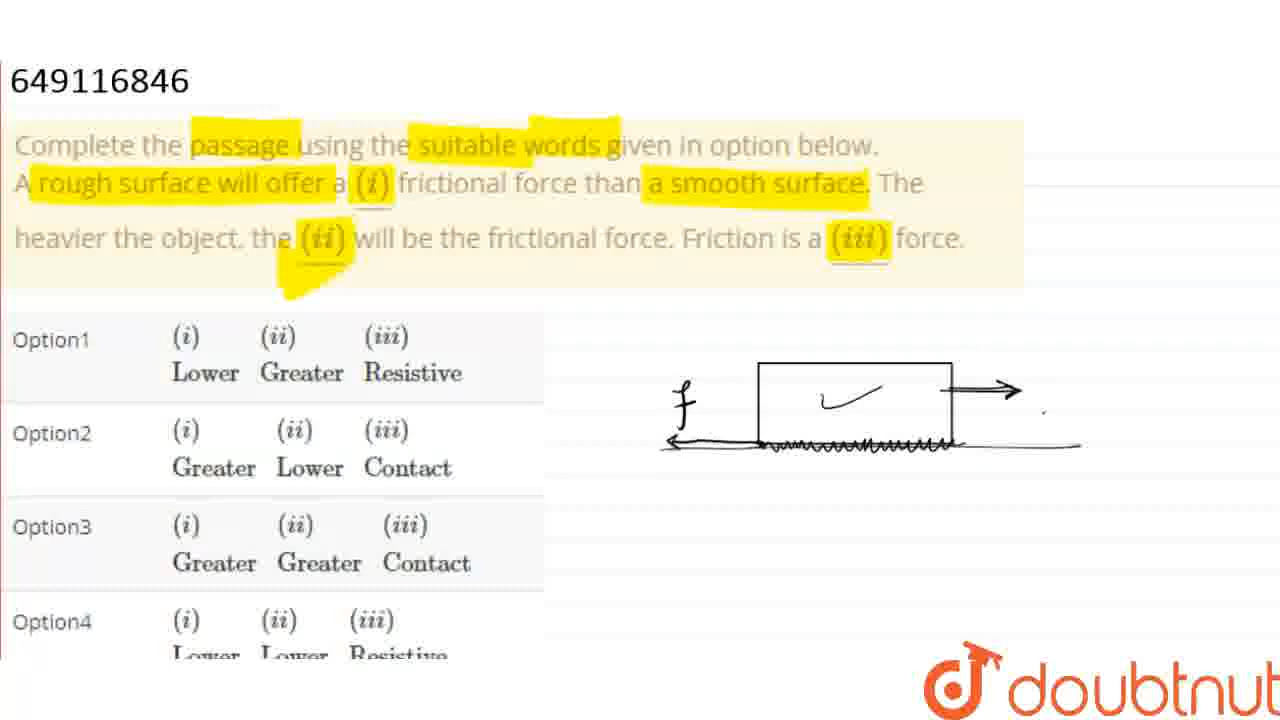 649116846
Complete the passage using the suitable words given in option below.
A rough surface will offer a (i) frictional force than a smooth surface. The
heavier the object, the (ii) will be the frictional force. Friction is a (iii) force.
Option1 (i) (ii) (iii)
Lower Greater Resistive
Option2 (i) (ii) (iii)
Greater Lower Contact
Option3 (i) (ii) (iii)
Greater Greater Contact
Option4 (i) (ii) (iii)
Lower Lower Resistive
f
doubtnut